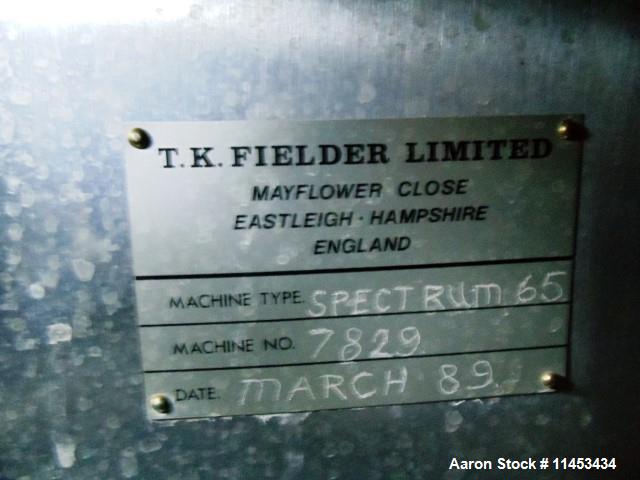 T.K. FIELDER LIMITED
MAYFLOWER CLOSE
EASTLEIGH · HAMPSHIRE
ENGLAND
MACHINE TYPE. SPECTRUM 65
MACHINE NO. 7829
DATE. MARCH 89.
Aaron Stock # 11453434